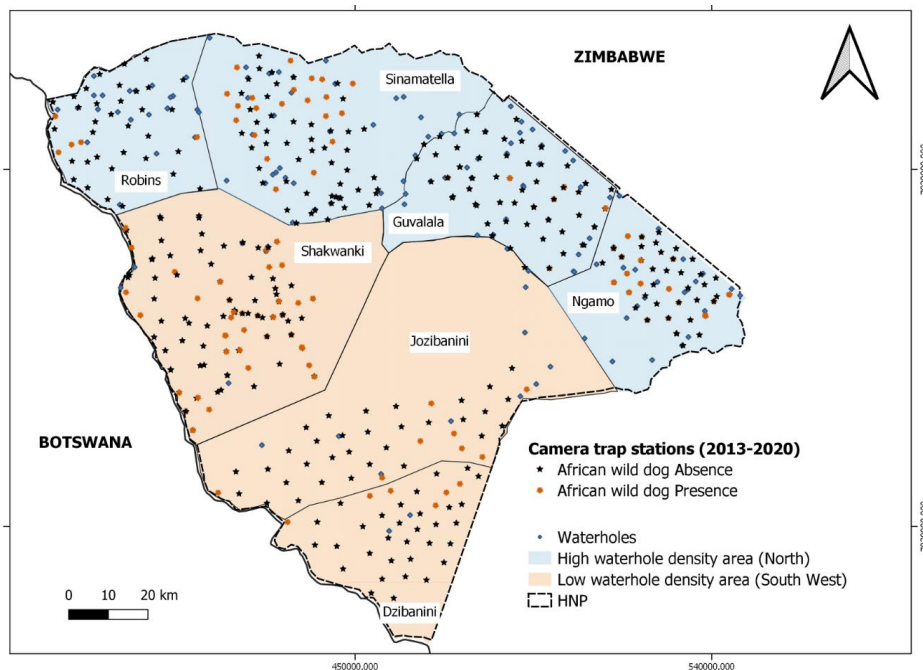 ZIMBABWE
Sinamatella
Robins
Guvalala
Shakwanki
Ngamo
Jozibanini
BOTSWANA
Camera trap stations (2013-2020)
African wild dog Absence
African wild dog Presence
Waterholes
High waterhole density area (North)
Low waterhole density area (South West)
HNP
0 10 20 km
Dzibanini
450000.000 540000.000